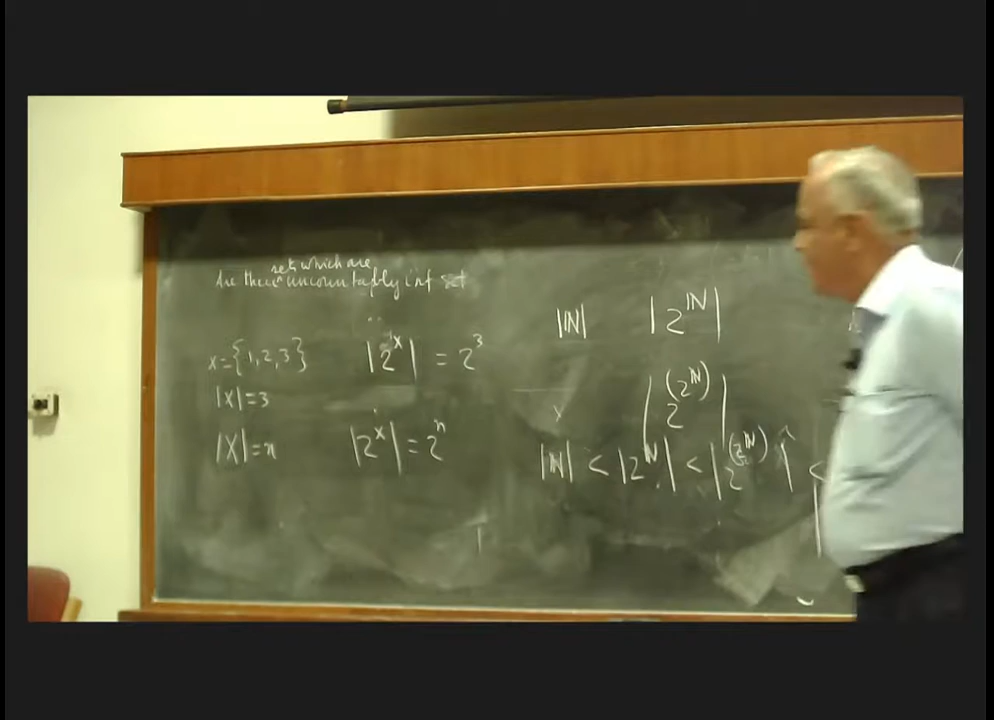 Are there sets which are uncountably inf set
X={1,2,3} |2^X| = 2^3
|X|=3
|X|=n |2^X| = 2^n
|ℕ| |2^ℕ|
|2^(2^ℕ)|
|ℕ| < |2^ℕ| < |2^(2^ℕ)| <